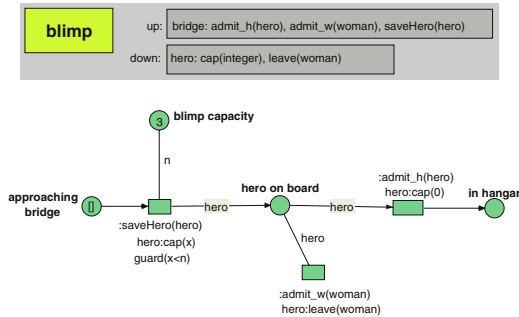 blimp
up: bridge: admit_h(hero), admit_w(woman), saveHero(hero)
down: hero: cap(integer), leave(woman)
3 blimp capacity
n
approaching bridge
[]
:saveHero(hero)
hero:cap(x)
guard(x<n)
hero
hero on board
hero
:admit_h(hero)
hero:cap(0)
in hangar
hero
:admit_w(woman)
hero:leave(woman)